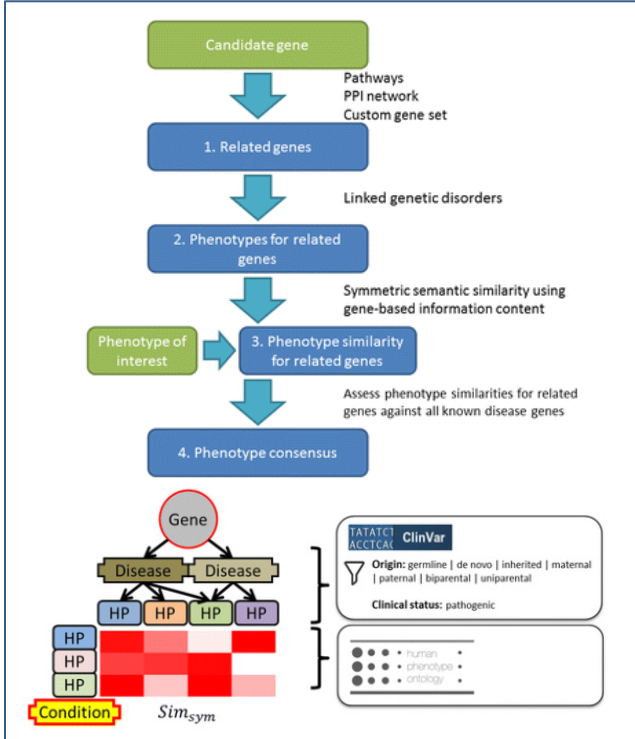 Candidate gene
Pathways
PPI network
Custom gene set
1. Related genes
Linked genetic disorders
2. Phenotypes for related
genes
Symmetric semantic similarity using
gene-based information content
Phenotype of
interest
3. Phenotype similarity
for related genes
Assess phenotype similarities for related
genes against all known disease genes
4. Phenotype consensus
Gene
Disease Disease
HP HP HP HP
HP
HP
HP
Condition
Sim_sym
TATATCT
ACCTCAC
ClinVar
Origin: germline | de novo | inherited | maternal
| paternal | biparental | uniparental
Clinical status: pathogenic
human
phenotype
ontology